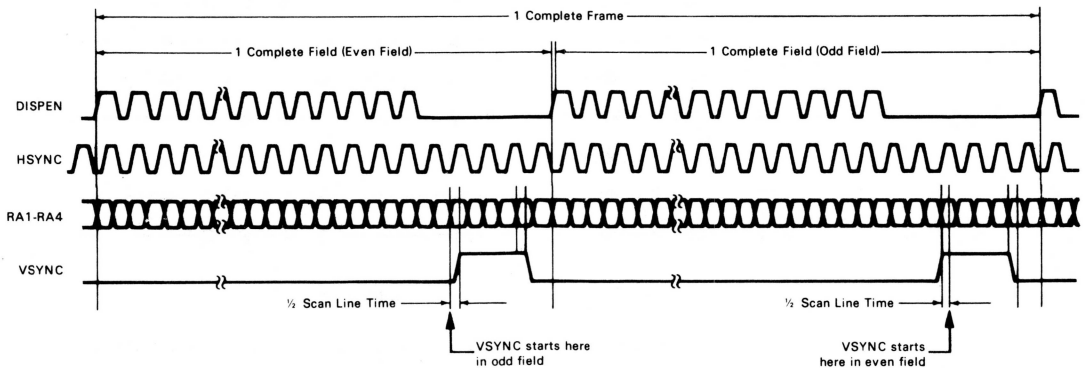 1 Complete Frame
1 Complete Field (Even Field)
1 Complete Field (Odd Field)
DISPEN
HSYNC
RA1-RA4
VSYNC
½ Scan Line Time
½ Scan Line Time
VSYNC starts here
in odd field
VSYNC starts
here in even field